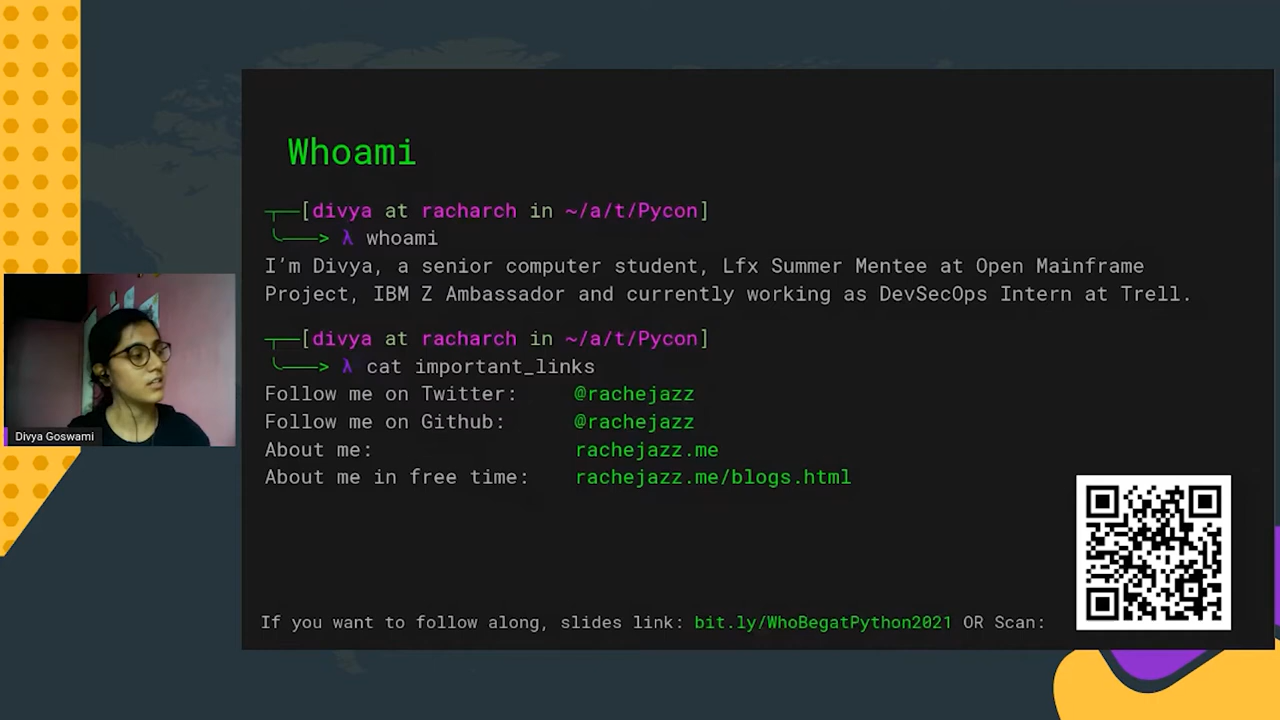 Whoami
[divya at racharch in ~/a/t/Pycon]
> λ whoami
I'm Divya, a senior computer student, Lfx Summer Mentee at Open Mainframe
Project, IBM Z Ambassador and currently working as DevSecOps Intern at Trell.
[divya at racharch in ~/a/t/Pycon]
> λ cat important_links
Follow me on Twitter: @rachejazz
Follow me on Github: @rachejazz
About me: rachejazz.me
About me in free time: rachejazz.me/blogs.html
Divya Goswami
If you want to follow along, slides link: bit.ly/WhoBegatPython2021 OR Scan: